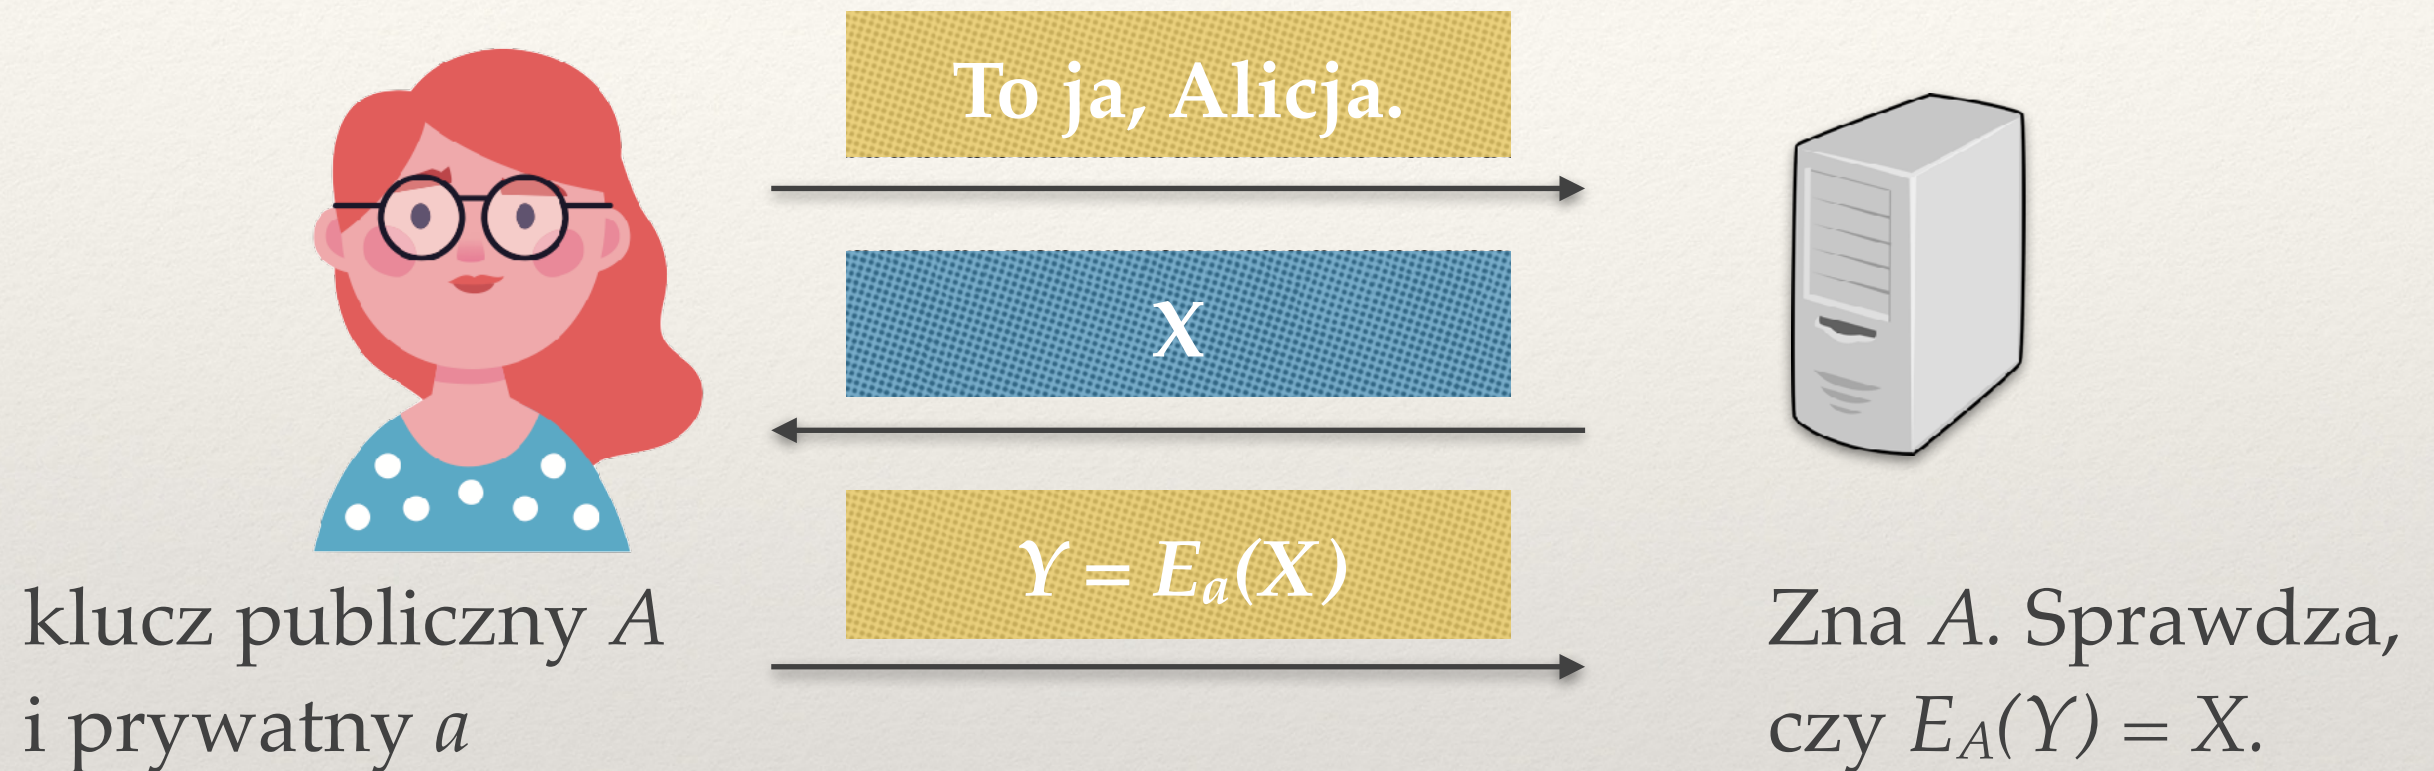 To ja, Alicja.
X
Y = Eₐ(X)
klucz publiczny A
i prywatny a
Zna A. Sprawdza,
czy E_A(Y) = X.